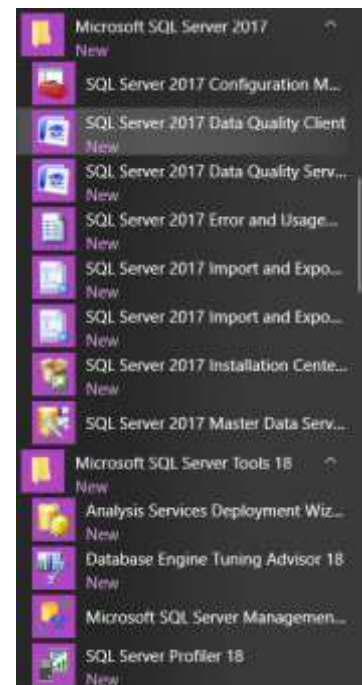 Microsoft SQL Server 2017
New
SQL Server 2017 Configuration M...
SQL Server 2017 Data Quality Client
New
SQL Server 2017 Data Quality Serv...
New
SQL Server 2017 Error and Usage...
New
SQL Server 2017 Import and Expo...
New
SQL Server 2017 Import and Expo...
New
SQL Server 2017 Installation Cente...
New
SQL Server 2017 Master Data Serv...
Microsoft SQL Server Tools 18
New
Analysis Services Deployment Wiz...
New
Database Engine Tuning Advisor 18
New
Microsoft SQL Server Managemen...
SQL Server Profiler 18
New